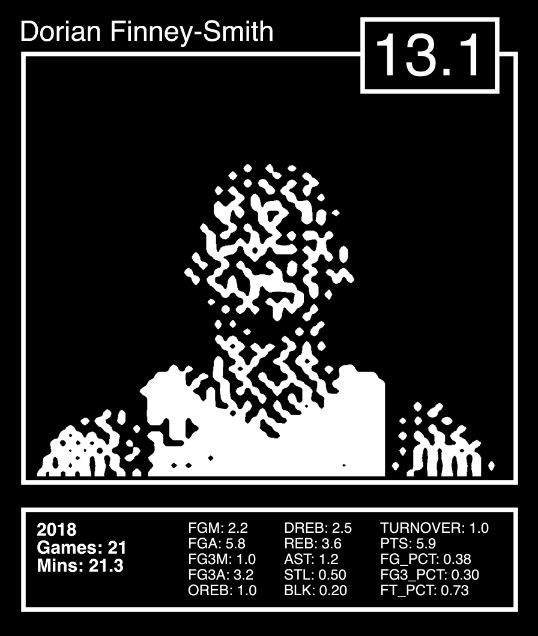 Dorian Finney-Smith
13.1
2018
Games: 21
Mins: 21.3
FGM: 2.2
FGA: 5.8
FG3M: 1.0
FG3A: 3.2
OREB: 1.0
DREB: 2.5
REB: 3.6
AST: 1.2
STL: 0.50
BLK: 0.20
TURNOVER: 1.0
PTS: 5.9
FG_PCT: 0.38
FG3_PCT: 0.30
FT_PCT: 0.73